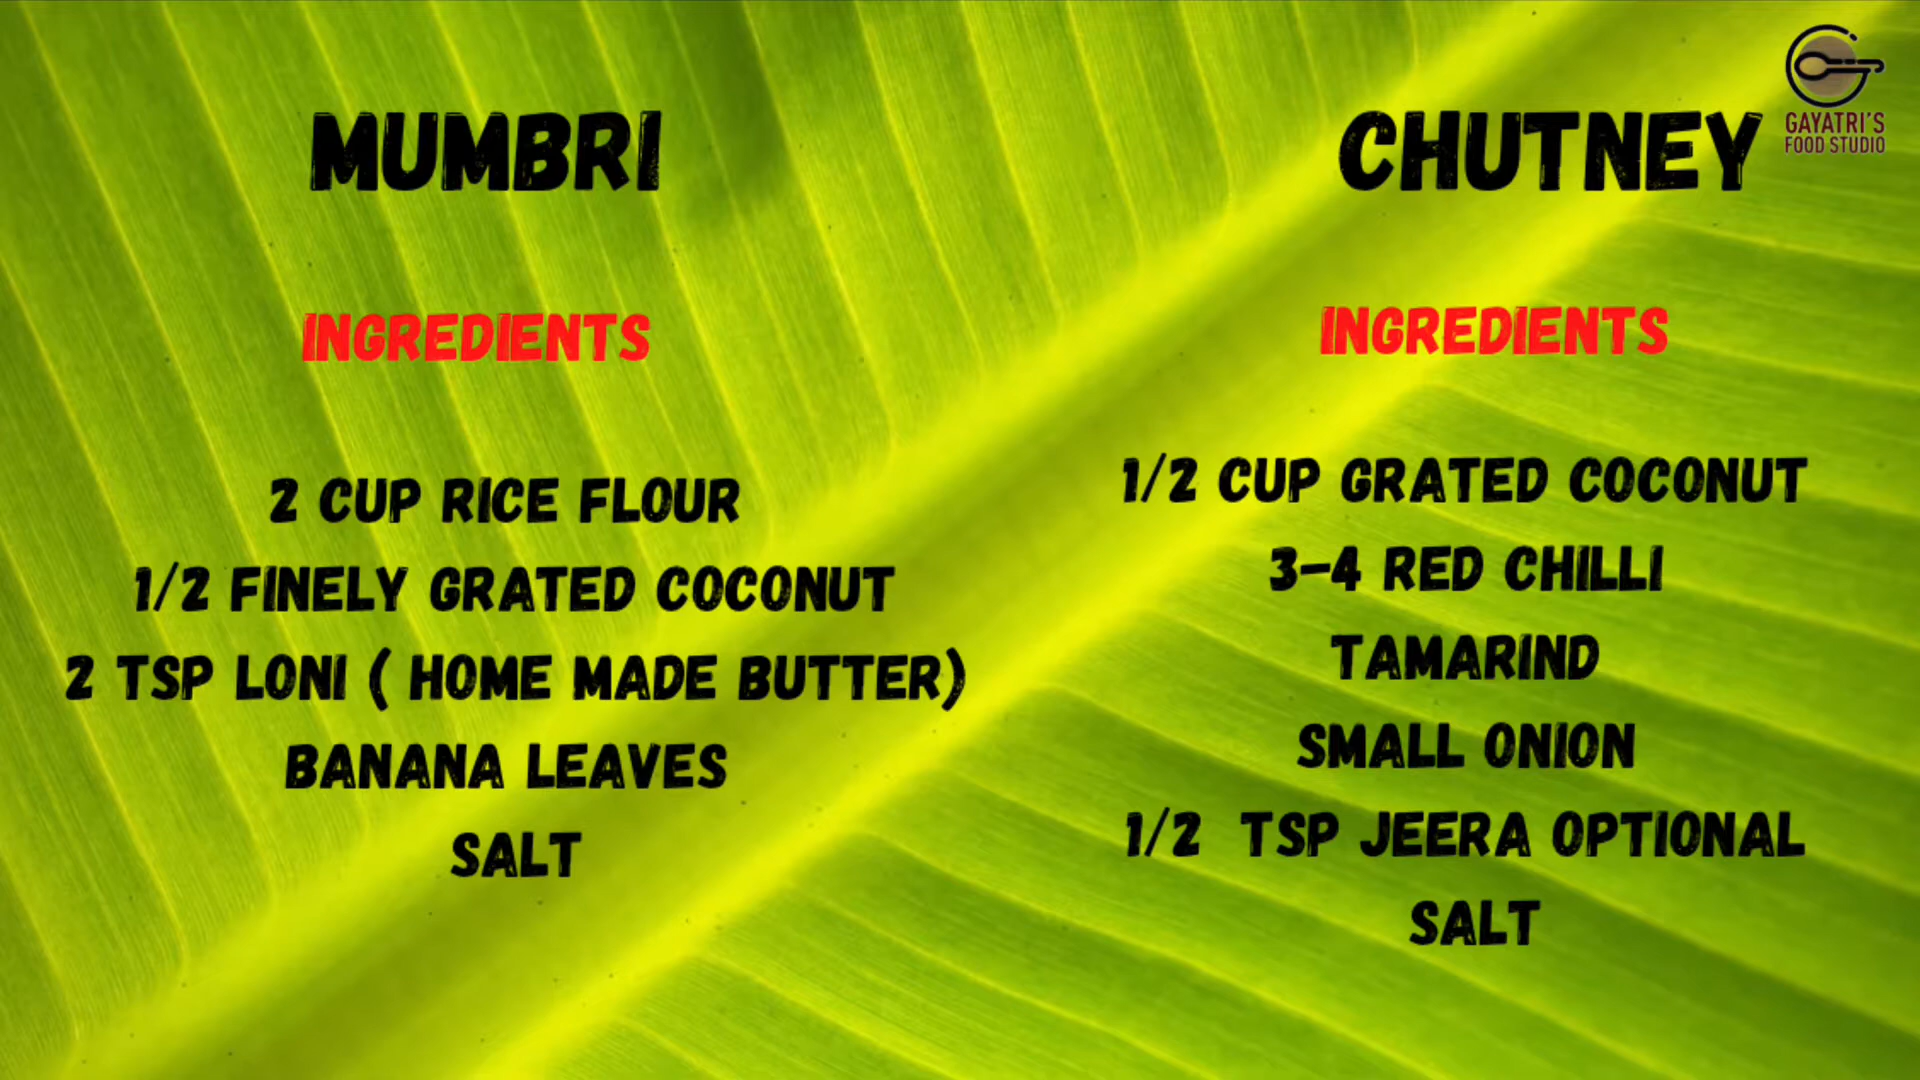 MUMBRI
INGREDIENTS
2 CUP RICE FLOUR
1/2 FINELY GRATED COCONUT
2 TSP LONI ( HOME MADE BUTTER)
BANANA LEAVES
SALT
CHUTNEY
INGREDIENTS
1/2 CUP GRATED COCONUT
3-4 RED CHILLI
TAMARIND
SMALL ONION
1/2 TSP JEERA OPTIONAL
SALT
GAYATRI'S
FOOD STUDIO